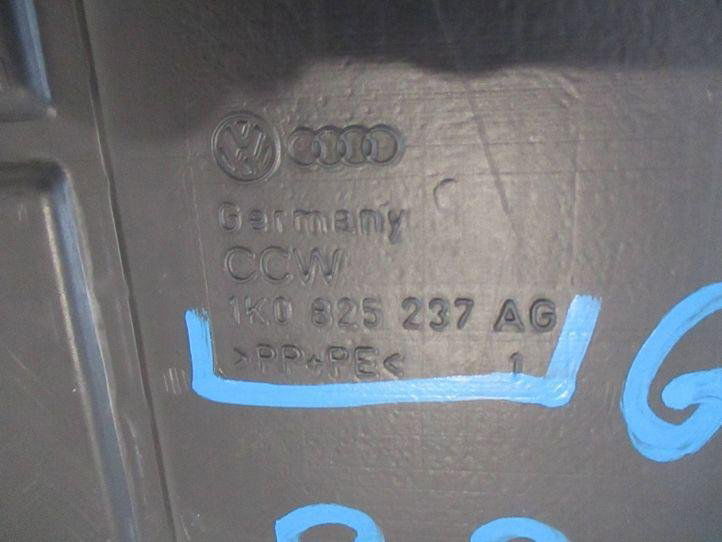 Germany
CCW
1K0 825 237 AG
>PP+PE< 1
G